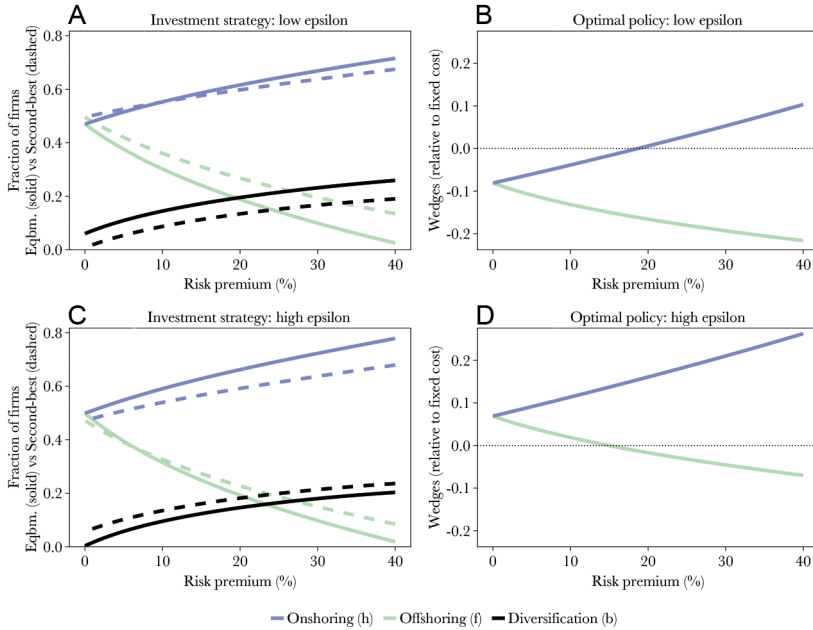 A
Investment strategy: low epsilon
Fraction of firms
Eqbm. (solid) vs Second-best (dashed)
0.8
0.6
0.4
0.2
0.0
0
10
20
30
40
Risk premium (%)
B
Optimal policy: low epsilon
Wedges (relative to fixed cost)
0.2
0.1
0.0
-0.1
-0.2
0
10
20
30
40
Risk premium (%)
C
Investment strategy: high epsilon
Fraction of firms
Eqbm. (solid) vs Second-best (dashed)
0.8
0.6
0.4
0.2
0.0
0
10
20
30
40
Risk premium (%)
D
Optimal policy: high epsilon
Wedges (relative to fixed cost)
0.2
0.1
0.0
-0.1
-0.2
0
10
20
30
40
Risk premium (%)
Onshoring (h)
Offshoring (f)
Diversification (b)